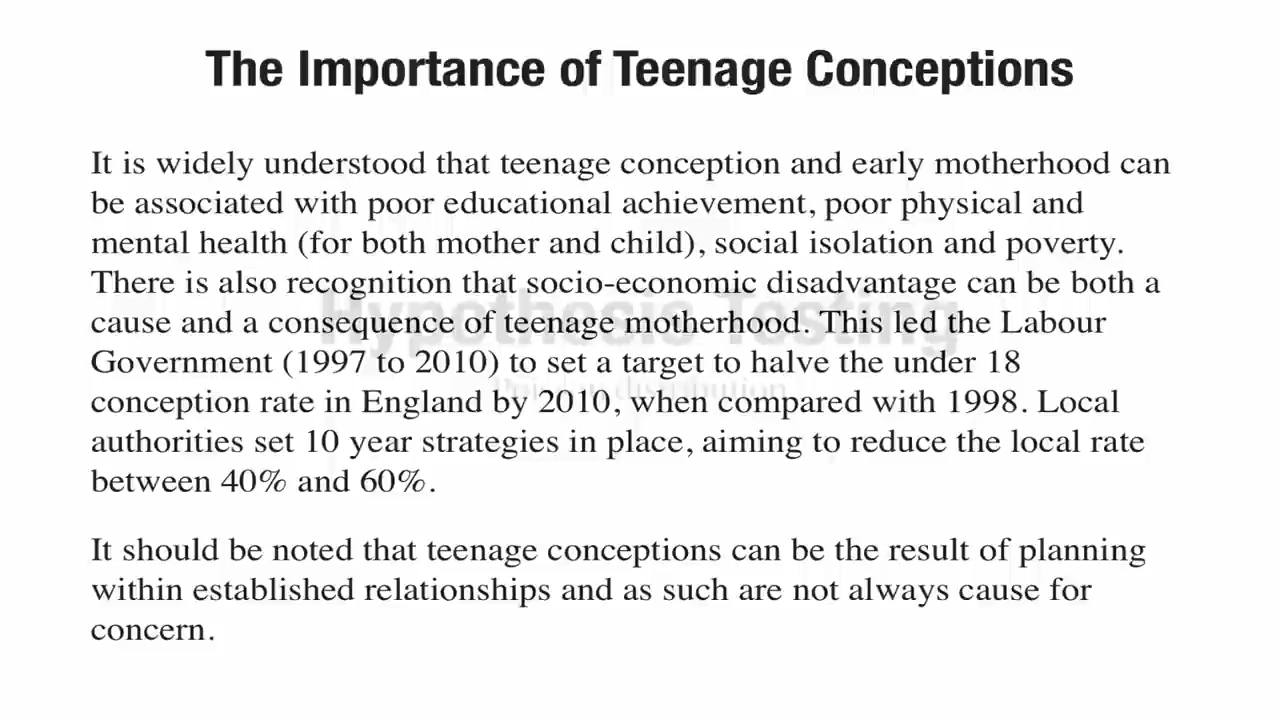 The Importance of Teenage Conceptions
It is widely understood that teenage conception and early motherhood can
be associated with poor educational achievement, poor physical and
mental health (for both mother and child), social isolation and poverty.
There is also recognition that socio-economic disadvantage can be both a
cause and a consequence of teenage motherhood. This led the Labour
Government (1997 to 2010) to set a target to halve the under 18
conception rate in England by 2010, when compared with 1998. Local
authorities set 10 year strategies in place, aiming to reduce the local rate
between 40% and 60%.
It should be noted that teenage conceptions can be the result of planning
within established relationships and as such are not always cause for
concern.
Hypothesis Testing
Poisson distribution